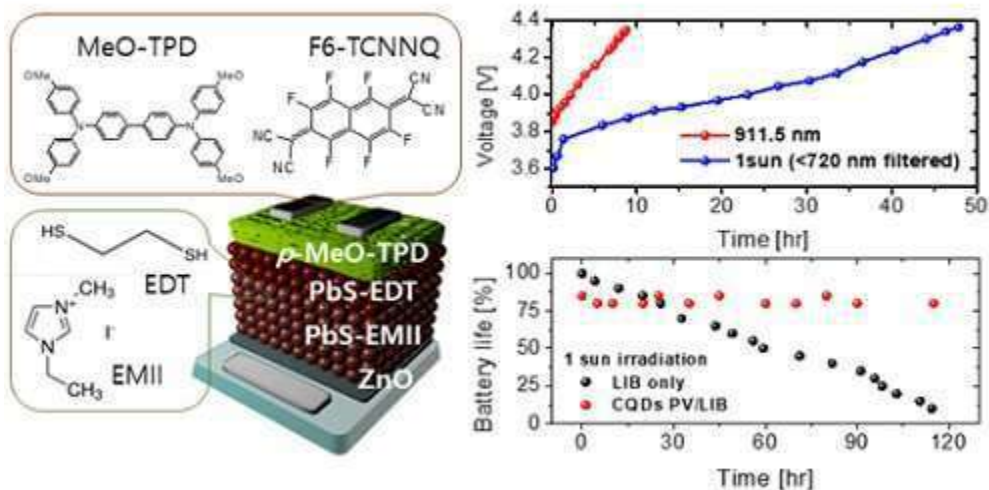 MeO-TPD
F6-TCNNQ
OMe
MeO
N
N
OMe
MeO
F
F
CN
F
CN
NC
F
NC
F
F
HS
SH
EDT
CH₃
N⁺
N
I⁻
CH₃
EMII
p-MeO-TPD
PbS-EDT
PbS-EMII
ZnO
Voltage [V]
4.4
4.2
4.0
3.8
3.6
911.5 nm
1sun (<720 nm filtered)
0 10 20 30 40 50
Time [hr]
Battery life [%]
100
75
50
25
0
1 sun irradiation
LIB only
CQDs PV/LIB
0 30 60 90 120
Time [hr]